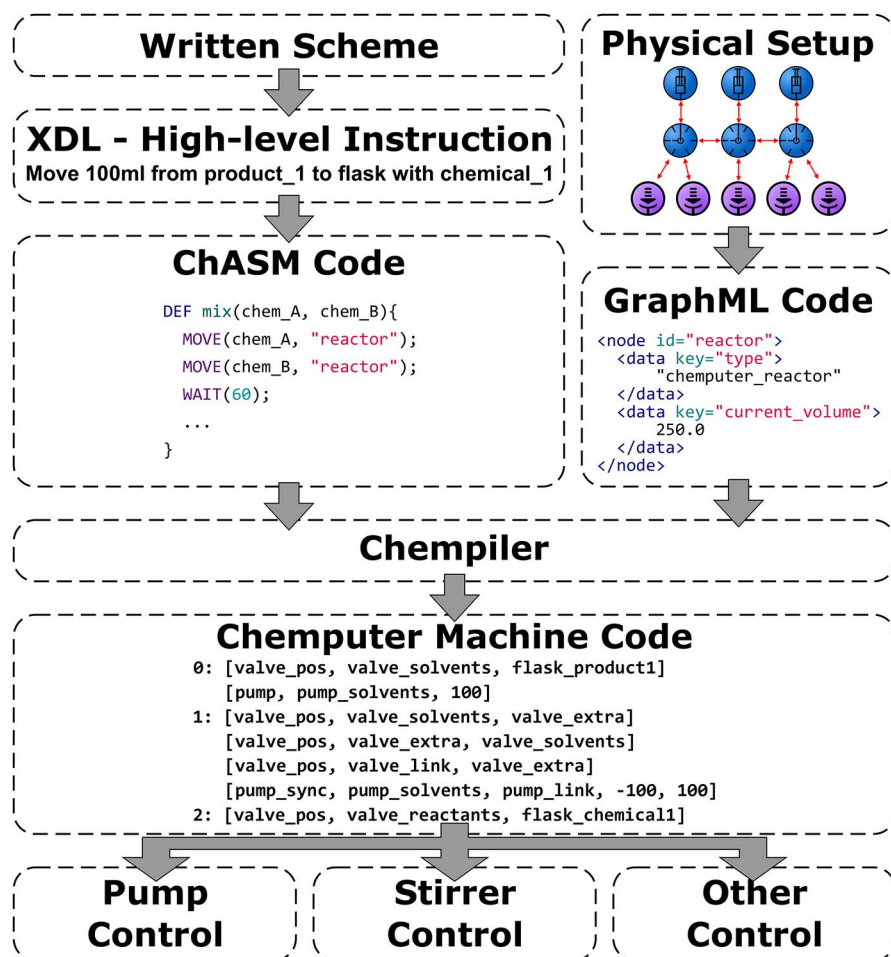 Written Scheme
XDL - High-level Instruction
Move 100ml from product_1 to flask with chemical_1
ChASM Code
DEF mix(chem_A, chem_B){
MOVE(chem_A, "reactor");
MOVE(chem_B, "reactor");
WAIT(60);
...
}
Physical Setup
GraphML Code
<node id="reactor">
<data key="type">
"chemputer_reactor"
</data>
<data key="current_volume">
250.0
</data>
</node>
Chempiler
Chemputer Machine Code
0: [valve_pos, valve_solvents, flask_product1]
[pump, pump_solvents, 100]
1: [valve_pos, valve_solvents, valve_extra]
[valve_pos, valve_extra, valve_solvents]
[valve_pos, valve_link, valve_extra]
[pump_sync, pump_solvents, pump_link, -100, 100]
2: [valve_pos, valve_reactants, flask_chemical1]
Pump
Control
Stirrer
Control
Other
Control